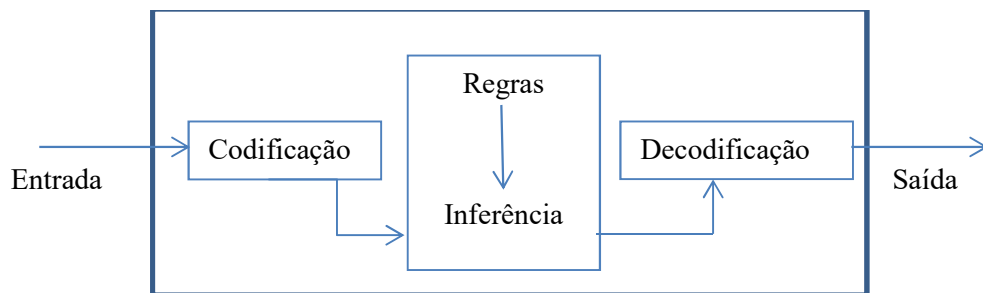 Regras
Codificação
Decodificação
Entrada
Saída
Inferência